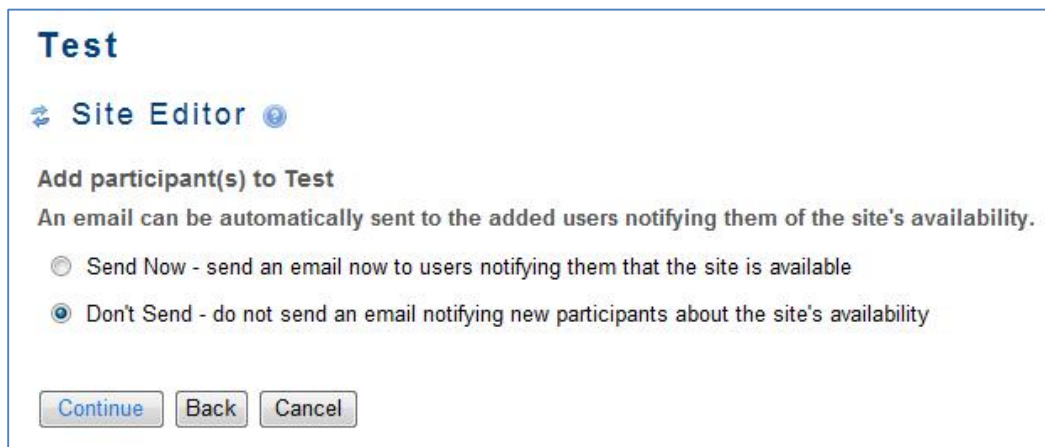 Test
Site Editor
Add participant(s) to Test
An email can be automatically sent to the added users notifying them of the site's availability.
Send Now - send an email now to users notifying them that the site is available
Don't Send - do not send an email notifying new participants about the site's availability
Continue Back Cancel